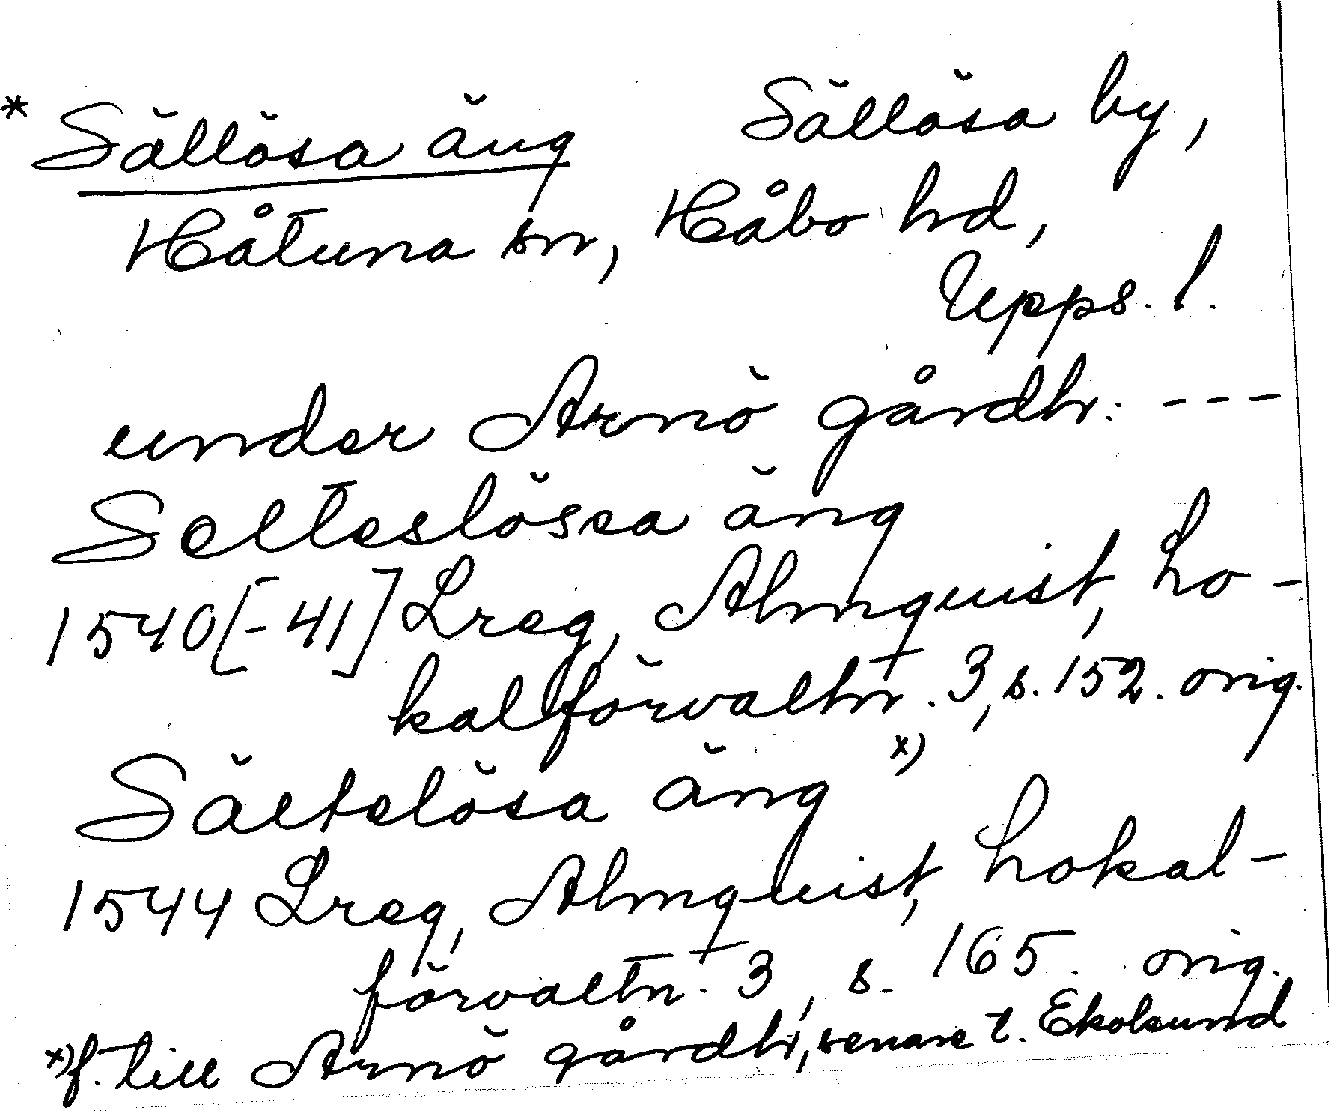 * Sällösa äng Sällösa by,
Håtuna sn, Håbo hd,
Upps. l.
under Arnö gårdh: ---
Selteslösea äng
1540[-41] Lreg, Almquist, Lo-
kalförvaltn. 3, s. 152. orig.
Sältelösa äng x)
1544 Lreg, Almquist, Lokal-
förvaltn. 3, s. 165. orig.
x) f. till Arnö gårdh, senare t. Ekolsund